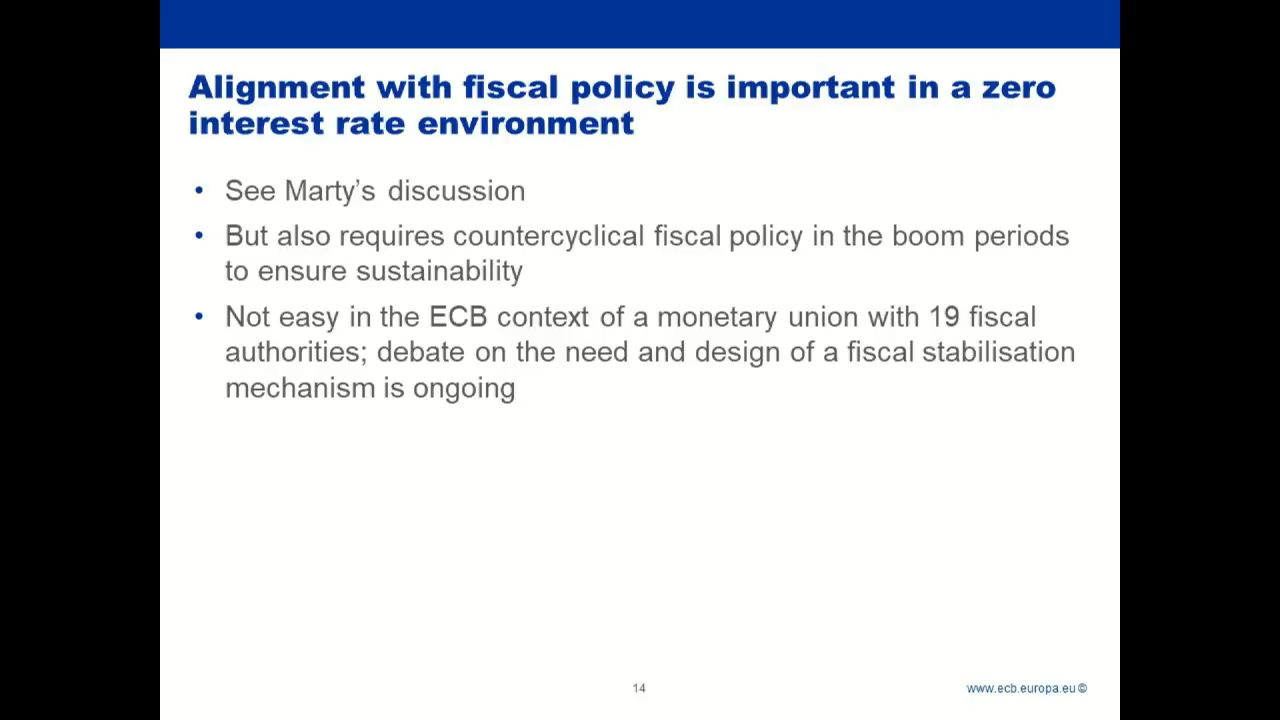 Alignment with fiscal policy is important in a zero
interest rate environment
• See Marty’s discussion
• But also requires countercyclical fiscal policy in the boom periods
to ensure sustainability
• Not easy in the ECB context of a monetary union with 19 fiscal
authorities; debate on the need and design of a fiscal stabilisation
mechanism is ongoing
14
www.ecb.europa.eu ©